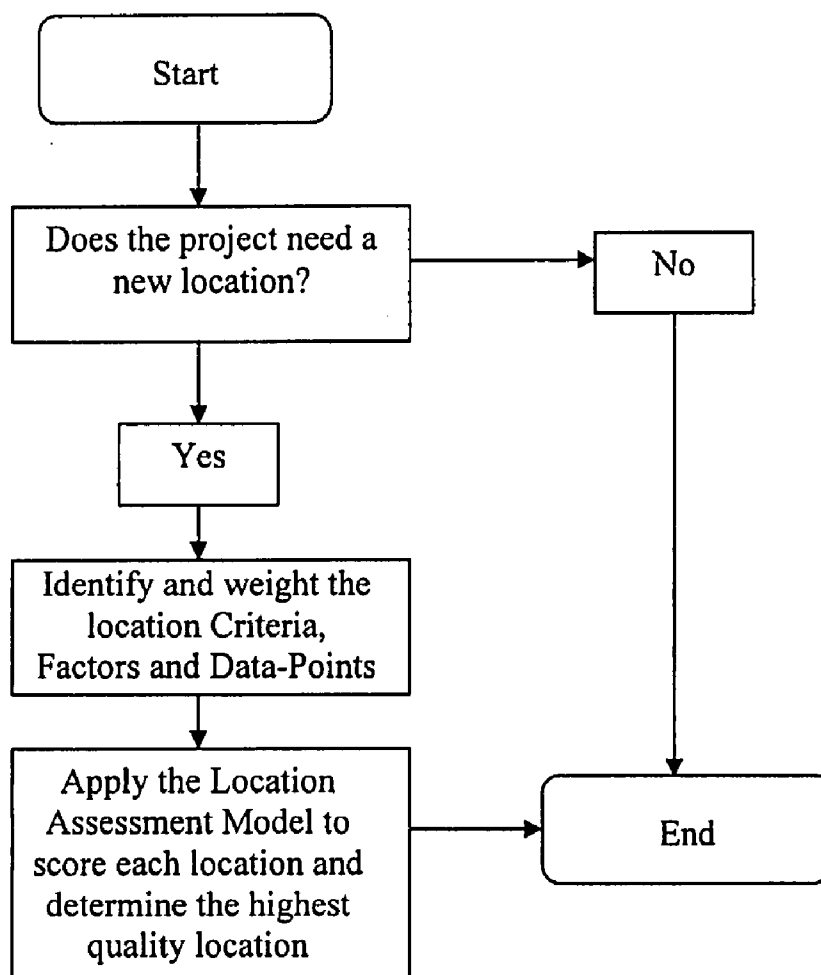 Start
Does the project need a
new location?
No
Yes
Identify and weight the
location Criteria,
Factors and Data-Points
Apply the Location
Assessment Model to
score each location and
determine the highest
quality location
End